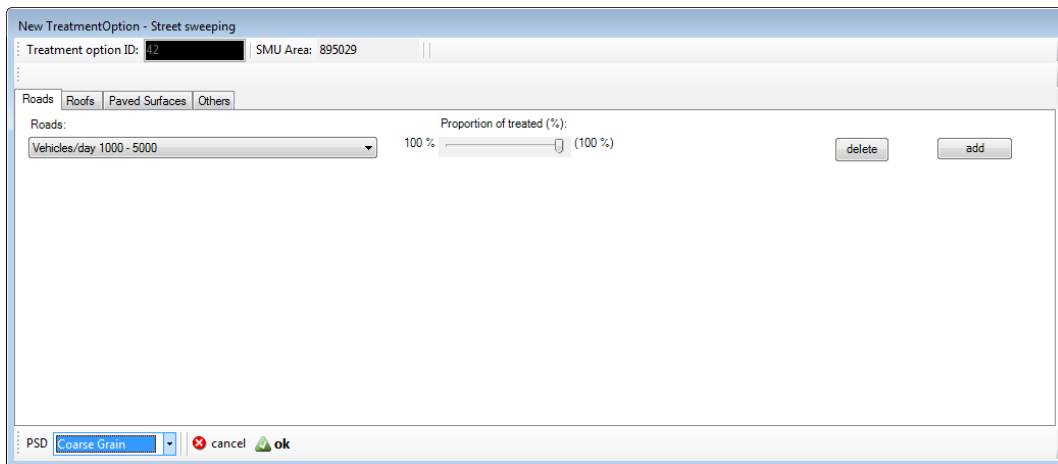 New TreatmentOption - Street sweeping
Treatment option ID: 42 SMU Area: 895029
Roads Roofs Paved Surfaces Others
Roads: Proportion of treated (%):
Vehicles/day 1000 - 5000 100 % (100 %) delete add
PSD Coarse Grain cancel ok